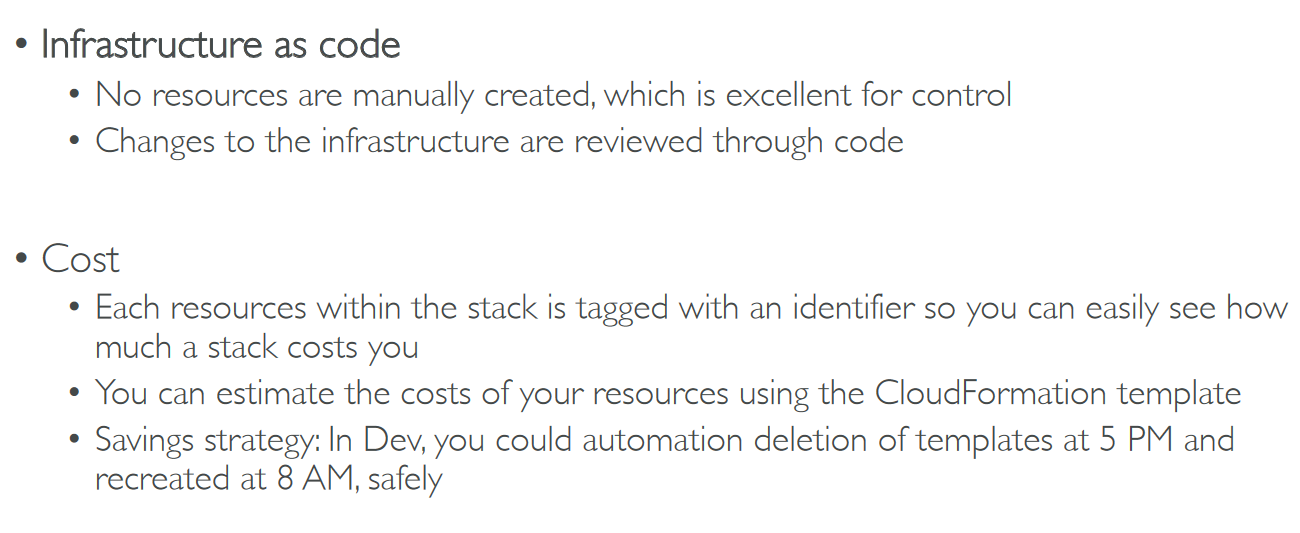 • Infrastructure as code
• No resources are manually created, which is excellent for control
• Changes to the infrastructure are reviewed through code
• Cost
• Each resources within the stack is tagged with an identifier so you can easily see how
much a stack costs you
• You can estimate the costs of your resources using the CloudFormation template
• Savings strategy: In Dev, you could automation deletion of templates at 5 PM and
recreated at 8 AM, safely